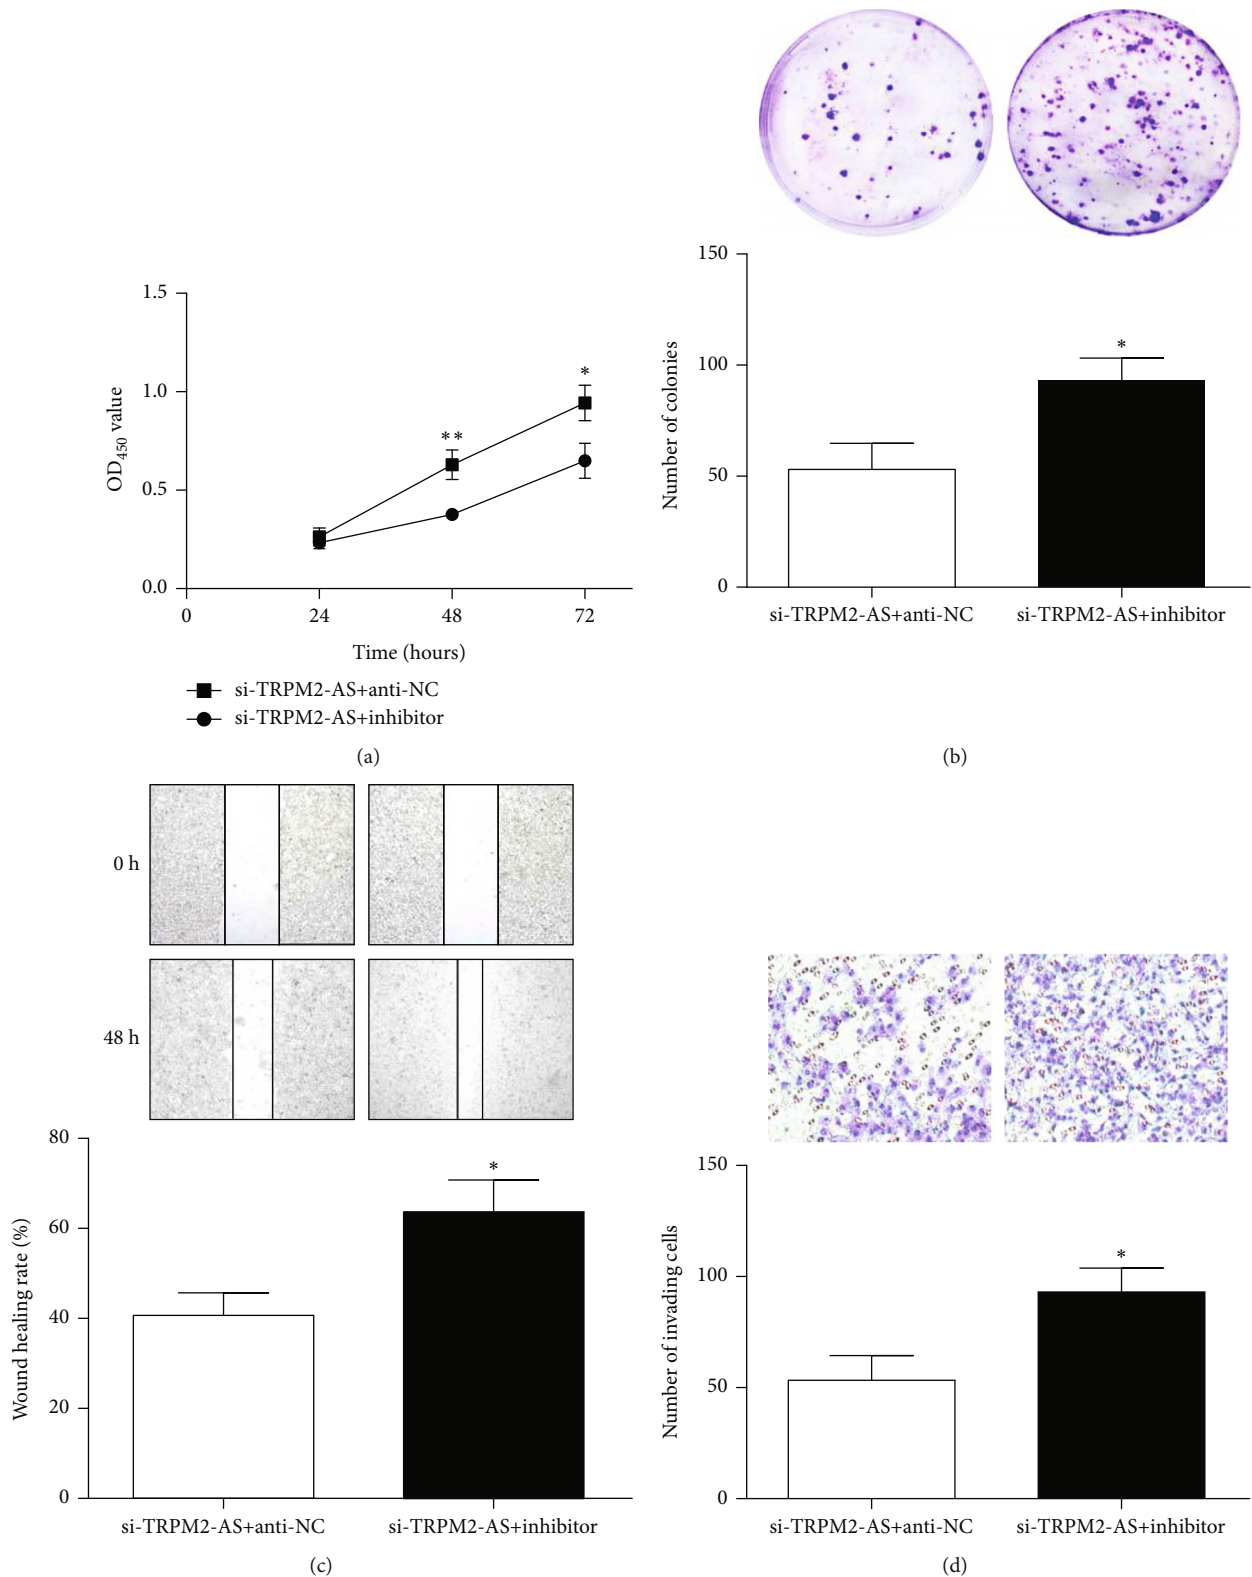 1.5
1.0
0.5
0.0
OD450 value
**
*
0 24 48 72
Time (hours)
si-TRPM2-AS+anti-NC
si-TRPM2-AS+inhibitor
(a)
150
100
50
0
Number of colonies
*
si-TRPM2-AS+anti-NC si-TRPM2-AS+inhibitor
(b)
0 h
48 h
80
60
40
20
0
Wound healing rate (%)
*
si-TRPM2-AS+anti-NC si-TRPM2-AS+inhibitor
(c)
150
100
50
0
Number of invading cells
*
si-TRPM2-AS+anti-NC si-TRPM2-AS+inhibitor
(d)